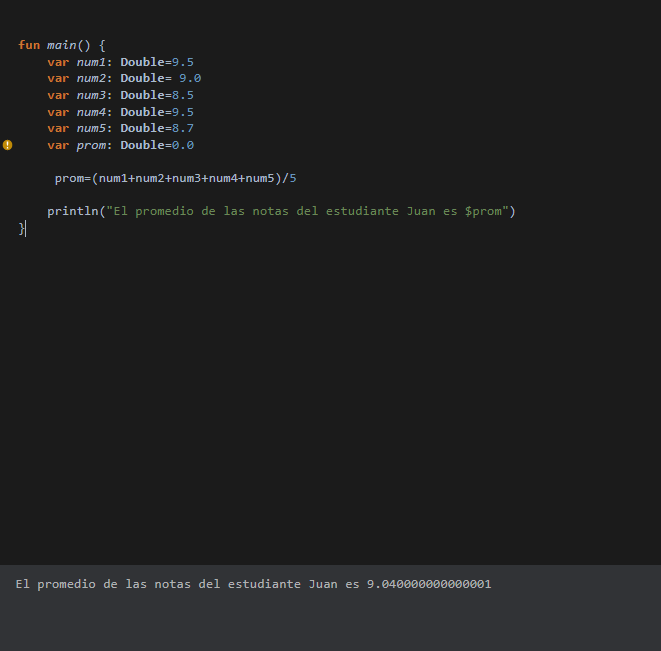 fun main() {
var num1: Double=9.5
var num2: Double= 9.0
var num3: Double=8.5
var num4: Double=9.5
var num5: Double=8.7
var prom: Double=0.0
prom=(num1+num2+num3+num4+num5)/5
println("El promedio de las notas del estudiante Juan es $prom")
}
El promedio de las notas del estudiante Juan es 9.040000000000001